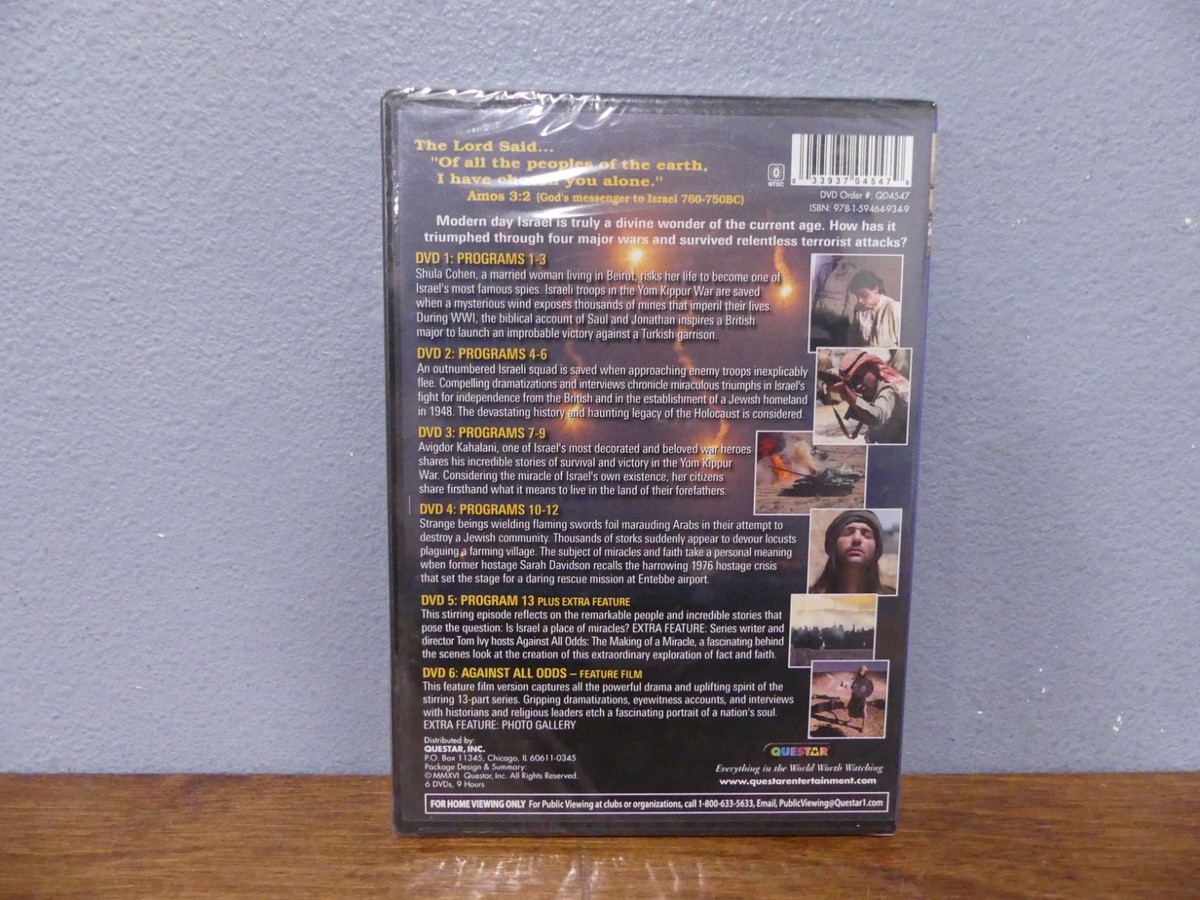 The Lord Said...
"Of all the peoples of the earth,
I have chosen you alone."
Amos 3:2 (God's messenger to Israel 760-750BC)
0
NTSC
0 33937 04547 9
DVD Order #: QD4547
ISBN: 978-1-59464-934-9
Modern day Israel is truly a divine wonder of the current age. How has it
triumphed through four major wars and survived relentless terrorist attacks?
DVD 1: PROGRAMS 1-3
Shula Cohen, a married woman living in Beirut, risks her life to become one of
Israel's most famous spies. Israeli troops in the Yom Kippur War are saved
when a mysterious wind exposes thousands of mines that imperil their lives.
During WWI, the biblical account of Saul and Jonathan inspires a British
major to launch an improbable victory against a Turkish garrison.
DVD 2: PROGRAMS 4-6
An outnumbered Israeli squad is saved when approaching enemy troops inexplicably
flee. Compelling dramatizations and interviews chronicle miraculous triumphs in Israel's
fight for independence from the British and in the establishment of a Jewish homeland
in 1948. The devastating history and haunting legacy of the Holocaust is considered.
DVD 3: PROGRAMS 7-9
Avigdor Kahalani, one of Israel's most decorated and beloved war heroes
shares his incredible stories of survival and victory in the Yom Kippur
War. Considering the miracle of Israel's own existence, her citizens
share firsthand what it means to live in the land of their forefathers.
DVD 4: PROGRAMS 10-12
Strange beings wielding flaming swords foil marauding Arabs in their attempt to
destroy a Jewish community. Thousands of storks suddenly appear to devour locusts
plaguing a farming village. The subject of miracles and faith take a personal meaning
when former hostage Sarah Davidson recalls the harrowing 1976 hostage crisis
that set the stage for a daring rescue mission at Entebbe airport.
DVD 5: PROGRAM 13 PLUS EXTRA FEATURE
This stirring episode reflects on the remarkable people and incredible stories that
pose the question: Is Israel a place of miracles? EXTRA FEATURE: Series writer and
director Tom Ivy hosts Against All Odds: The Making of a Miracle, a fascinating behind
the scenes look at the creation of this extraordinary exploration of fact and faith.
DVD 6: AGAINST ALL ODDS – FEATURE FILM
This feature film version captures all the powerful drama and uplifting spirit of the
stirring 13-part series. Gripping dramatizations, eyewitness accounts, and interviews
with historians and religious leaders etch a fascinating portrait of a nation's soul.
EXTRA FEATURE: PHOTO GALLERY
Distributed by:
QUESTAR, INC.
P.O. Box 11345, Chicago, IL 60611-0345
Package Design & Summary:
©MMXVI Questar, Inc. All Rights Reserved.
6 DVDs, 9 Hours
QUESTAR
Everything in the World Worth Watching
www.questarentertainment.com
FOR HOME VIEWING ONLY For Public Viewing at clubs or organizations, call 1-800-633-5633, Email, PublicViewing@Questar1.com